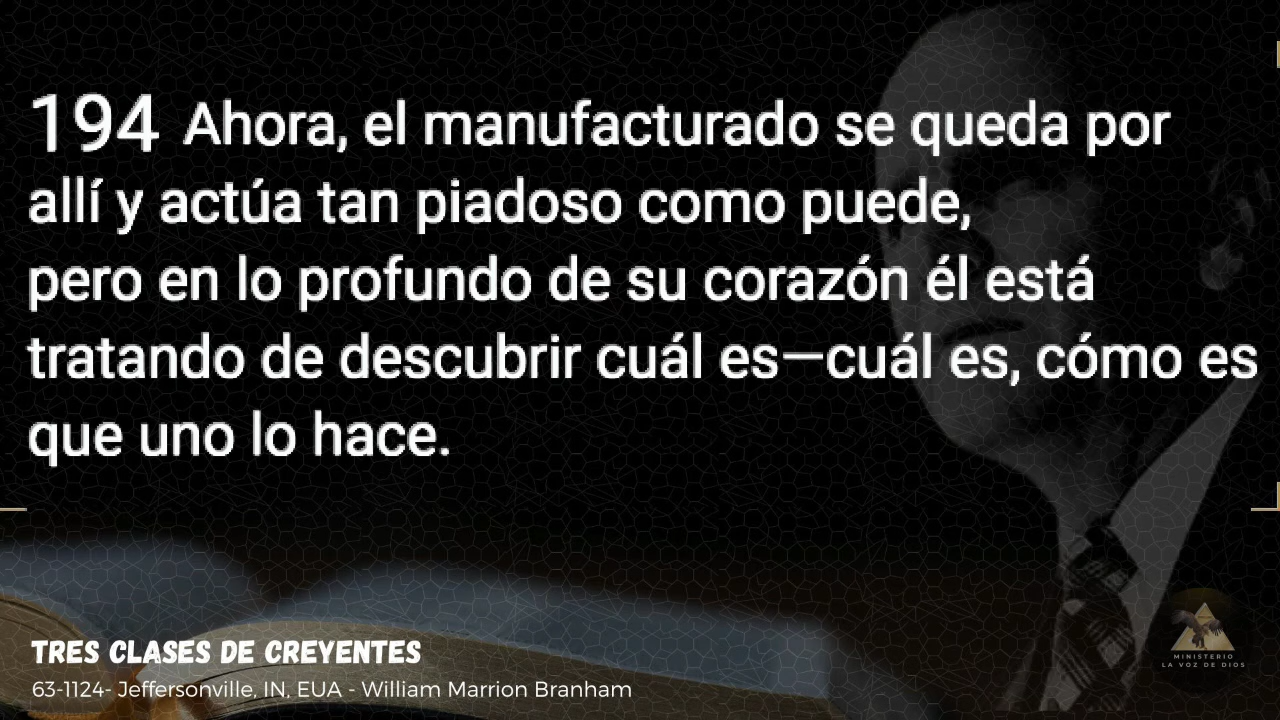 194 Ahora, el manufacturado se queda por
allí y actúa tan piadoso como puede,
pero en lo profundo de su corazón él está
tratando de descubrir cuál es—cuál es, cómo es
que uno lo hace.
TRES CLASES DE CREYENTES
63-1124- Jeffersonville, IN, EUA - William Marrion Branham
MINISTERIO
LA VOZ DE DIOS